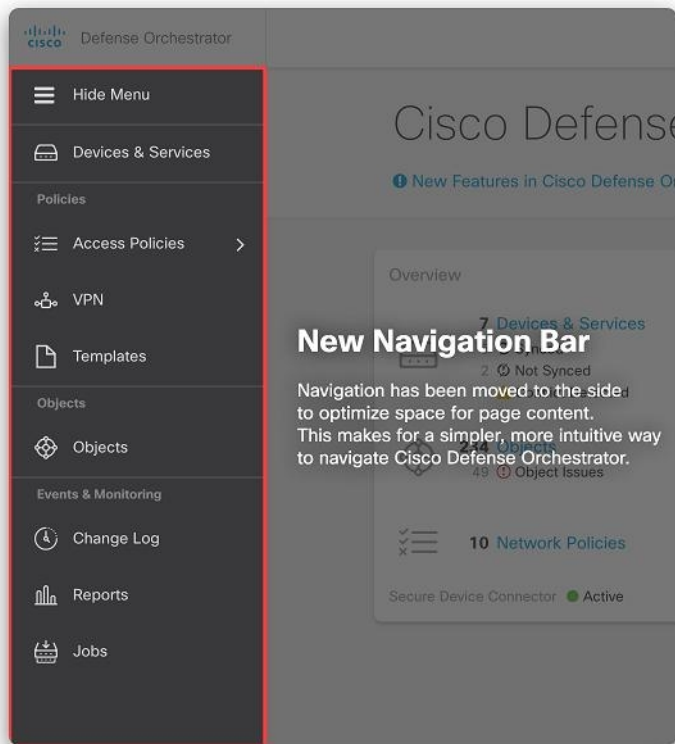 cisco Defense Orchestrator
Hide Menu
Devices & Services
Policies
Access Policies
VPN
Templates
Objects
Objects
Events & Monitoring
Change Log
Reports
Jobs
Cisco Defense
New Features in Cisco Defense Or
Overview
7 Devices & Services
2 Not Synced
234 Objects
49 Object Issues
10 Network Policies
Secure Device Connector Active
New Navigation Bar
Navigation has been moved to the side
to optimize space for page content.
This makes for a simpler, more intuitive way
to navigate Cisco Defense Orchestrator.